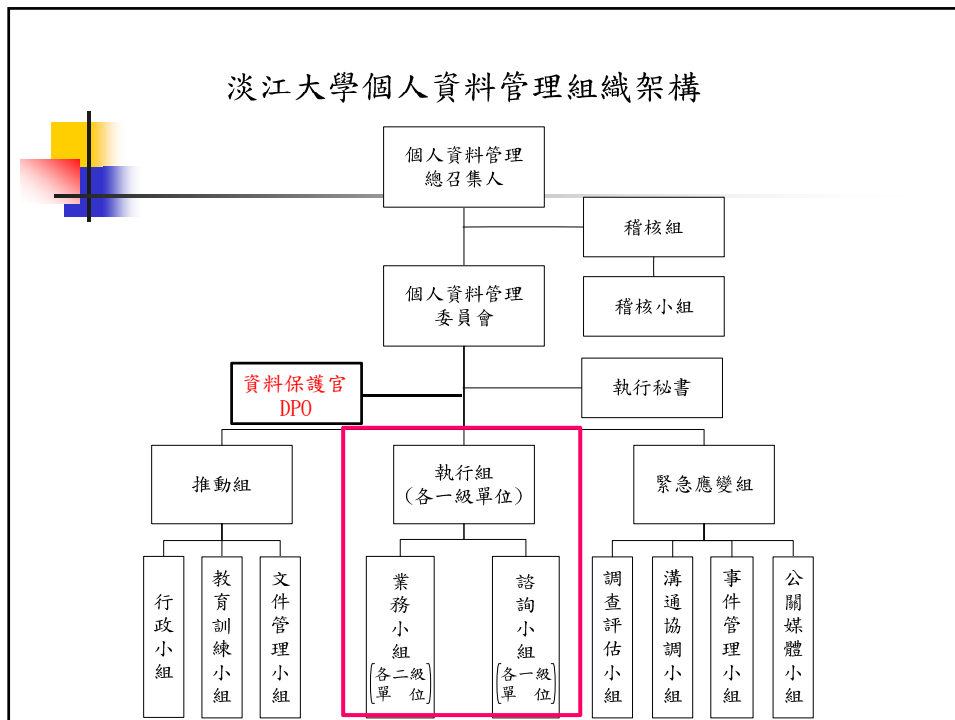 淡江大學個人資料管理組織架構
個人資料管理
總召集人
稽核組
個人資料管理
委員會
稽核小組
資料保護官
DPO
執行秘書
推動組
執行組
(各一級單位)
緊急應變組
行政小組
教育訓練小組
文件管理小組
業務小組
(各二級
單 位)
諮詢小組
(各一級
單 位)
調查評估小組
溝通協調小組
事件管理小組
公關媒體小組